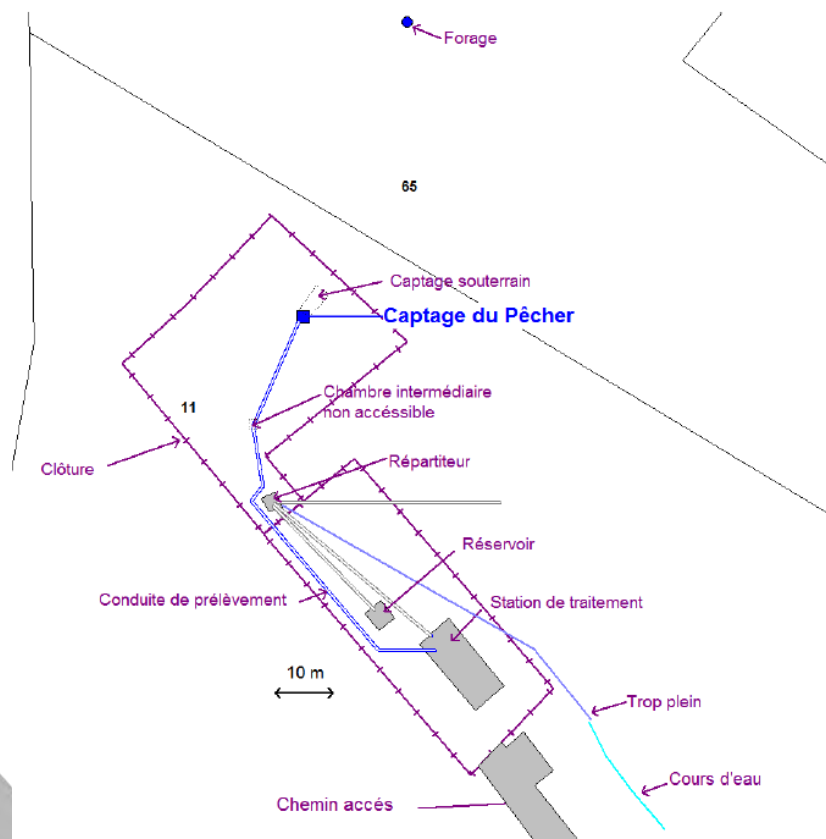 Forage
65
Captage souterrain
Captage du Pêcher
Chambre intermédiaire
non accéssible
11
Clôture
Répartiteur
Réservoir
Conduite de prélèvement
Station de traitement
10 m
Trop plein
Cours d'eau
Chemin accés